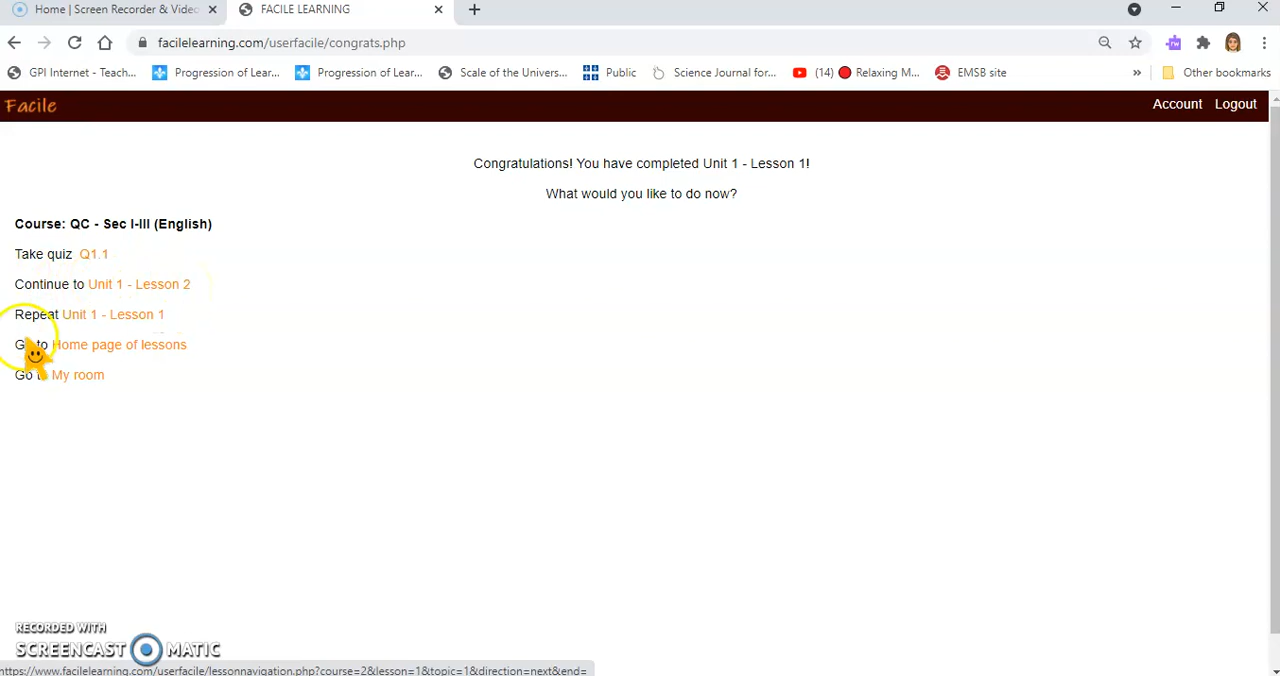 Home | Screen Recorder & Vide
FACILE LEARNING
facilelearning.com/userfacile/congrats.php
GPI Internet - Teach...
Progression of Lear...
Progression of Lear...
Scale of the Univers...
Public
Science Journal for...
(14) Relaxing M...
EMSB site
»
Other bookmarks
Facile
Account Logout
Congratulations! You have completed Unit 1 - Lesson 1!
What would you like to do now?
Course: QC - Sec I-III (English)
Take quiz Q1.1
Continue to Unit 1 - Lesson 2
Repeat Unit 1 - Lesson 1
Go to Home page of lessons
Go to My room
RECORDED WITH
SCREENCAST MATIC
https://www.facilelearning.com/userfacile/lessonnavigation.php?course=2&lesson=1&topic=1&direction=next&end=